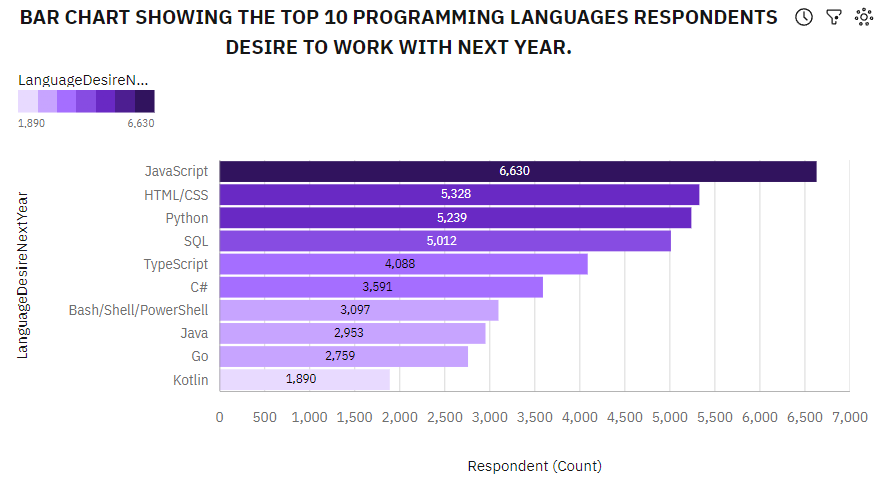 BAR CHART SHOWING THE TOP 10 PROGRAMMING LANGUAGES RESPONDENTS
DESIRE TO WORK WITH NEXT YEAR.
LanguageDesireN...
1,890 6,630
LanguageDesireNextYear
JavaScript 6,630
HTML/CSS 5,328
Python 5,239
SQL 5,012
TypeScript 4,088
C# 3,591
Bash/Shell/PowerShell 3,097
Java 2,953
Go 2,759
Kotlin 1,890
0 500 1,000 1,500 2,000 2,500 3,000 3,500 4,000 4,500 5,000 5,500 6,000 6,500 7,000
Respondent (Count)